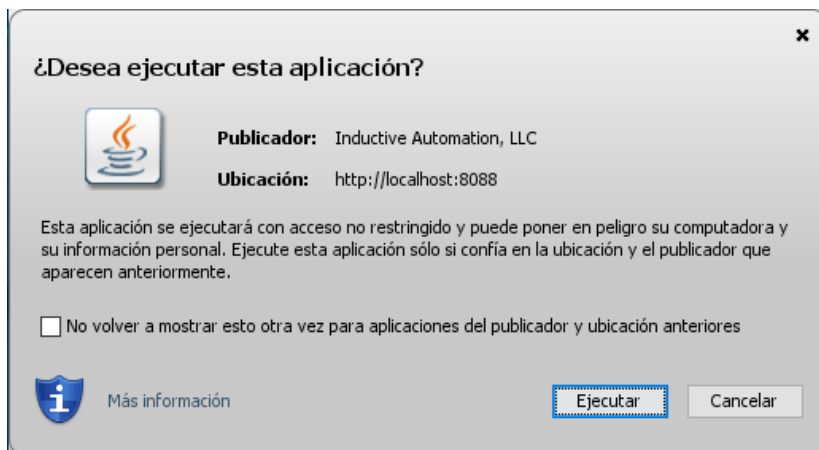 ¿Desea ejecutar esta aplicación?
Publicador: Inductive Automation, LLC
Ubicación: http://localhost:8088
Esta aplicación se ejecutará con acceso no restringido y puede poner en peligro su computadora y
su información personal. Ejecute esta aplicación sólo si confía en la ubicación y el publicador que
aparecen anteriormente.
No volver a mostrar esto otra vez para aplicaciones del publicador y ubicación anteriores
Más información
Ejecutar
Cancelar